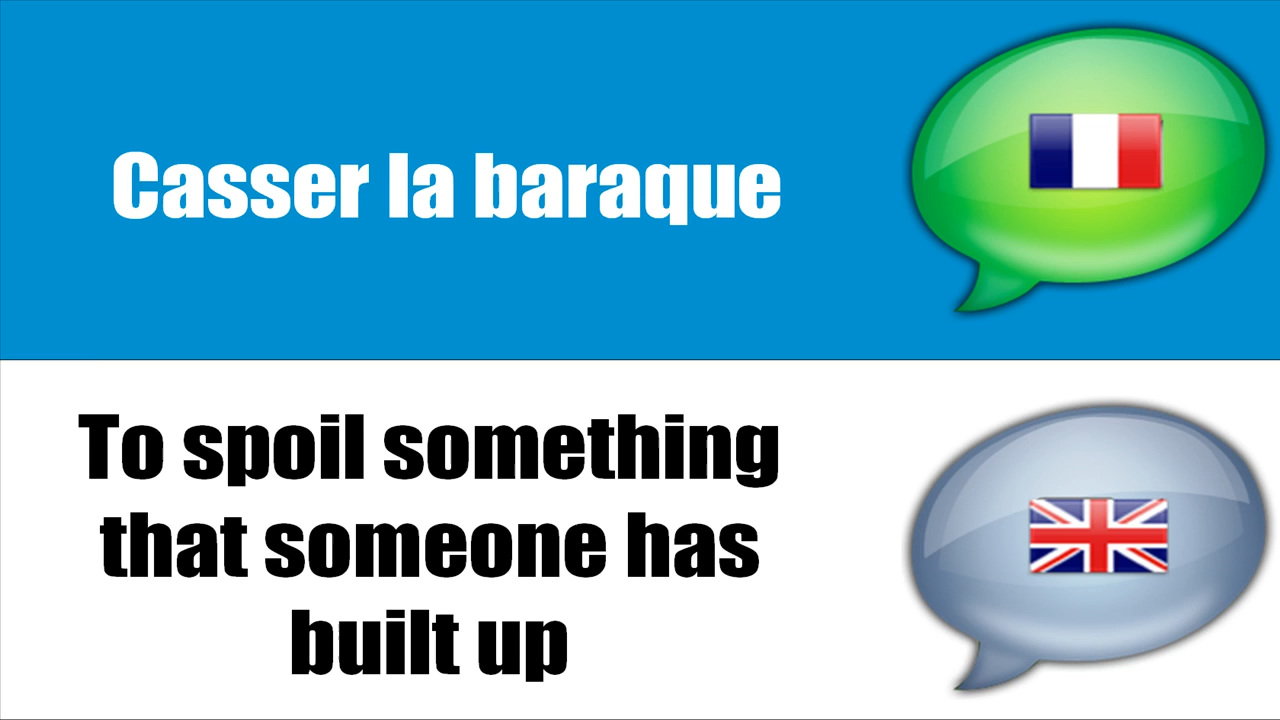 Casser la baraque
To spoil something
that someone has
built up